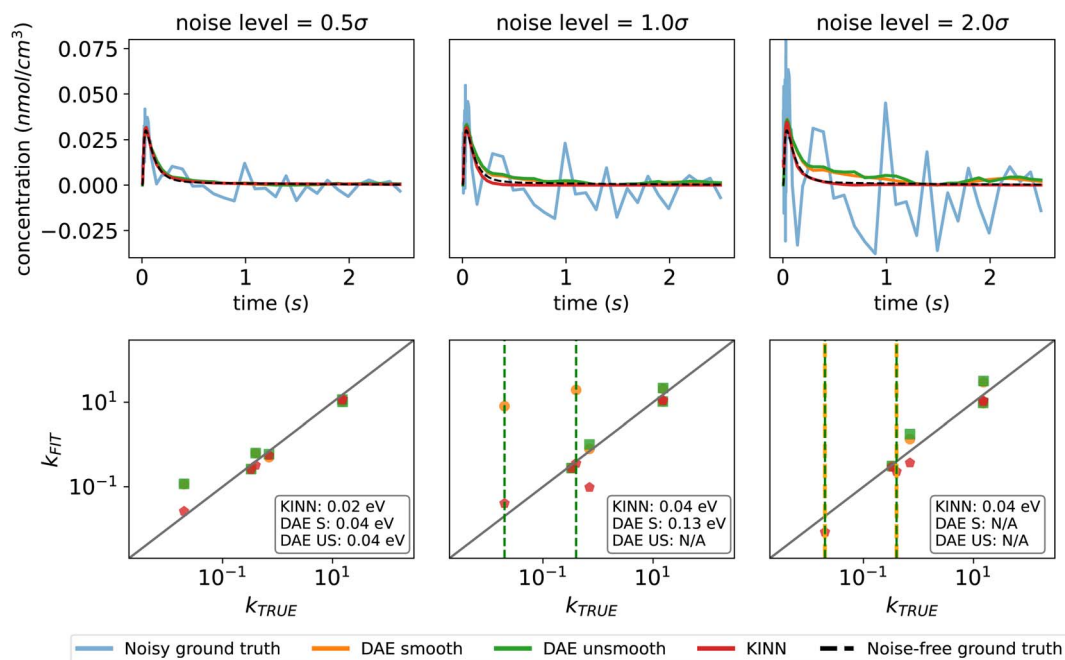 noise level = 0.5σ
noise level = 1.0σ
noise level = 2.0σ
concentration (nmol/cm³)
0.075
0.050
0.025
0.000
−0.025
0 1 2
0 1 2
0 1 2
time (s)
time (s)
time (s)
k_FIT
10¹
10⁻¹
KINN: 0.02 eV
DAE S: 0.04 eV
DAE US: 0.04 eV
KINN: 0.04 eV
DAE S: 0.13 eV
DAE US: N/A
KINN: 0.04 eV
DAE S: N/A
DAE US: N/A
10⁻¹ 10¹
10⁻¹ 10¹
10⁻¹ 10¹
k_TRUE
k_TRUE
k_TRUE
Noisy ground truth DAE smooth DAE unsmooth KINN Noise-free ground truth